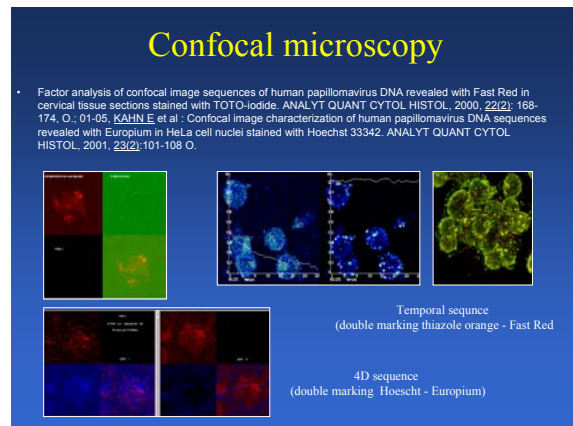 Confocal microscopy
• Factor analysis of confocal image sequences of human papillomavirus DNA revealed with Fast Red in
cervical tissue sections stained with TOTO-iodide. ANALYT QUANT CYTOL HISTOL, 2000, 22(2): 168-
174, O.; 01-05, KAHN E et al : Confocal image characterization of human papillomavirus DNA sequences
revealed with Europium in HeLa cell nuclei stained with Hoechst 33342. ANALYT QUANT CYTOL
HISTOL, 2001, 23(2):101-108 O.
Temporal sequnce
(double marking thiazole orange - Fast Red
4D sequence
(double marking Hoescht - Europium)